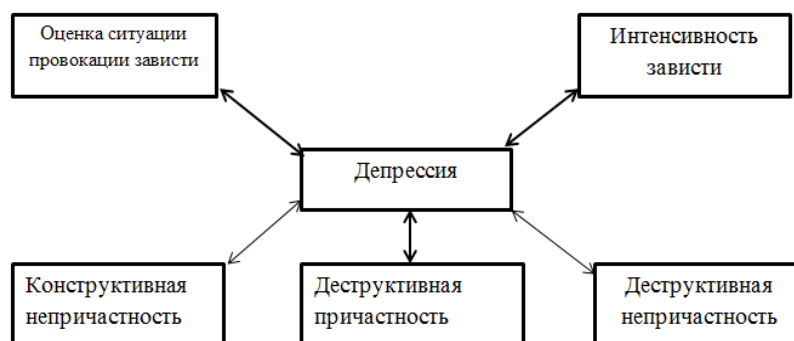 Оценка ситуации
провокации зависти
Интенсивность
зависти
Депрессия
Конструктивная
непричастность
Деструктивная
причастность
Деструктивная
непричастность